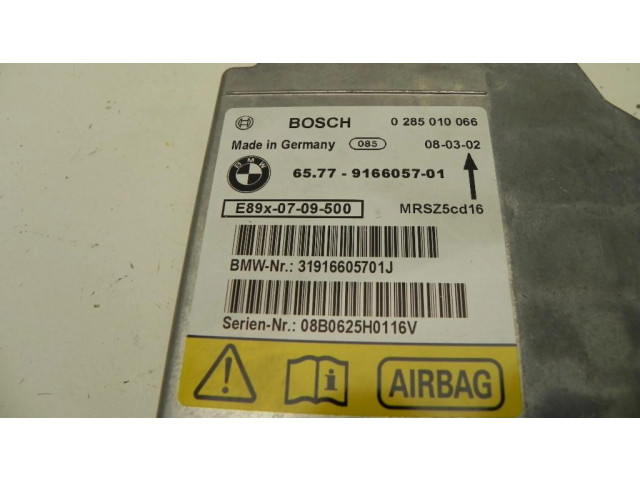 BOSCH 0 285 010 066
Made in Germany 085 08-03-02
BMW 65.77 - 9166057-01
E89x-07-09-500 MRSZ5cd16
BMW-Nr.: 31916605701J
Serien-Nr.: 08B0625H0116V
AIRBAG